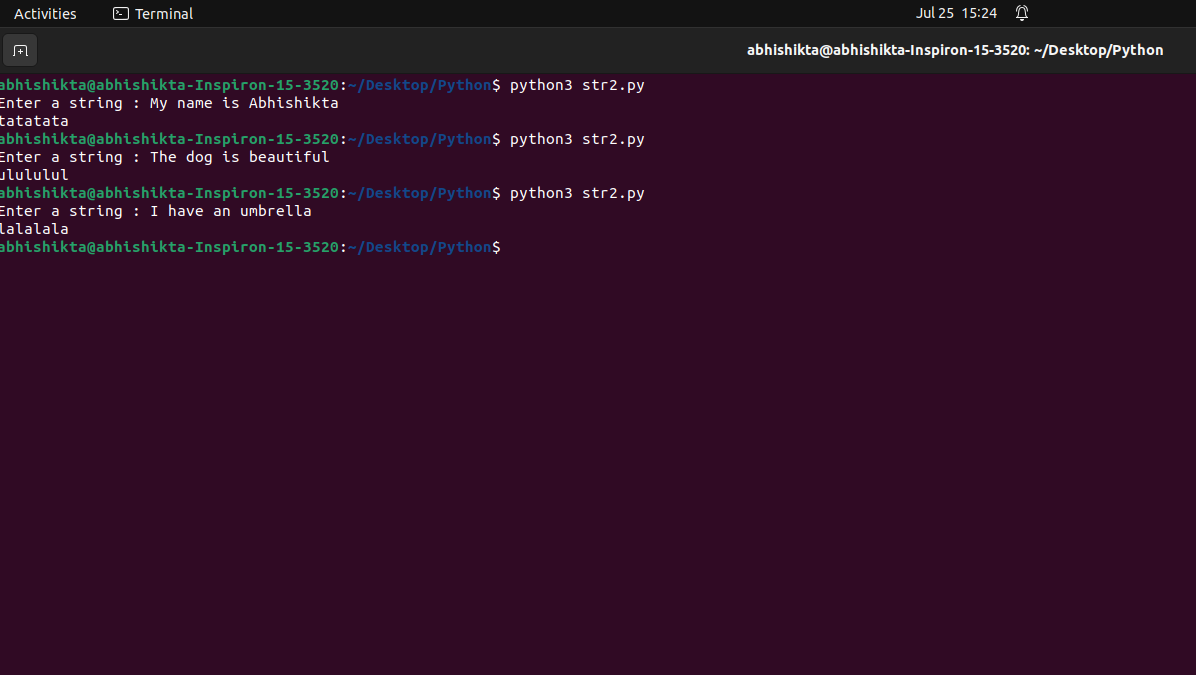 Activities Terminal Jul 25 15:24
abhishikta@abhishikta-Inspiron-15-3520: ~/Desktop/Python
abhishikta@abhishikta-Inspiron-15-3520:~/Desktop/Python$ python3 str2.py
Enter a string : My name is Abhishikta
tatatata
abhishikta@abhishikta-Inspiron-15-3520:~/Desktop/Python$ python3 str2.py
Enter a string : The dog is beautiful
ulululul
abhishikta@abhishikta-Inspiron-15-3520:~/Desktop/Python$ python3 str2.py
Enter a string : I have an umbrella
lalalala
abhishikta@abhishikta-Inspiron-15-3520:~/Desktop/Python$